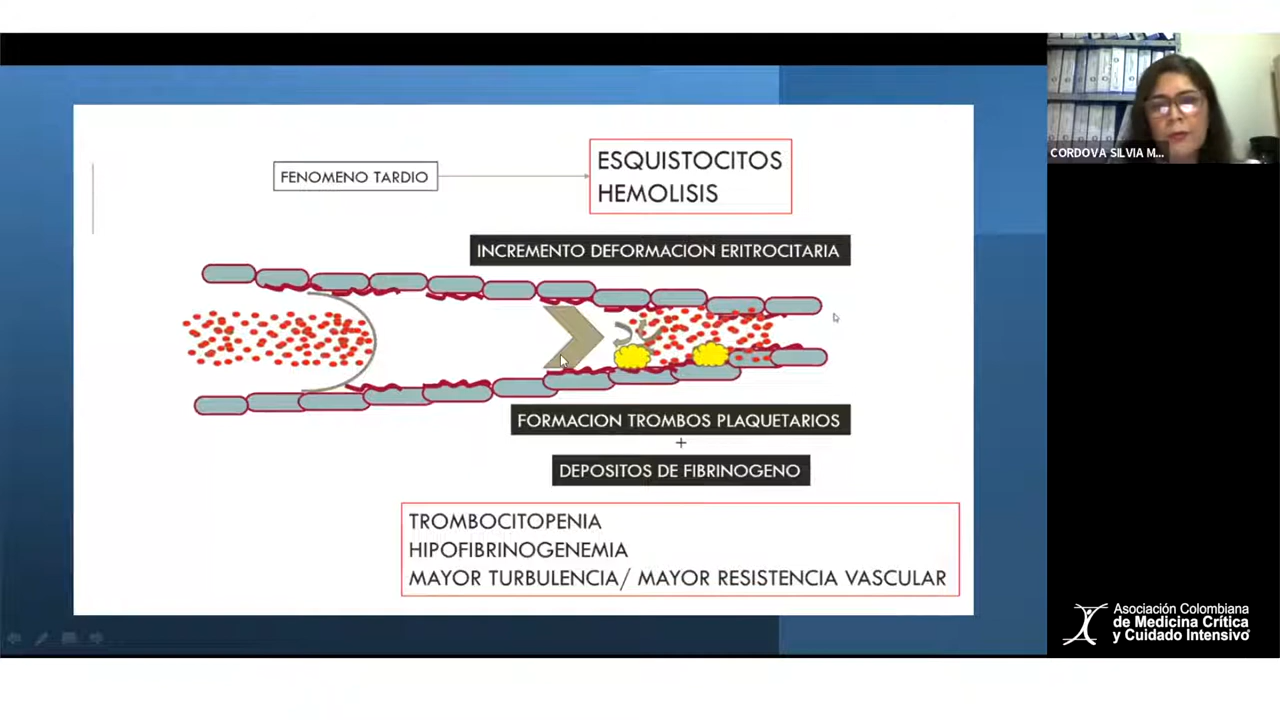 CORDOVA SILVIA M...
FENOMENO TARDIO
ESQUISTOCITOS
HEMOLISIS
INCREMENTO DEFORMACION ERITROCITARIA
FORMACION TROMBOS PLAQUETARIOS
+
DEPOSITOS DE FIBRINOGENO
TROMBOCITOPENIA
HIPOFIBRINOGENEMIA
MAYOR TURBULENCIA/ MAYOR RESISTENCIA VASCULAR
Asociación Colombiana
de Medicina Crítica
y Cuidado Intensivo